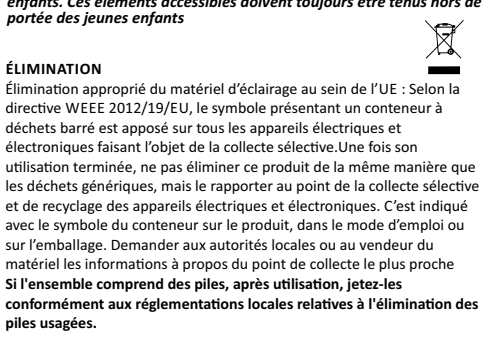 enfants. Ces éléments accessibles doivent toujours être tenus hors de
portée des jeunes enfants
ÉLIMINATION
Élimination approprié du matériel d'éclairage au sein de l'UE : Selon la
directive WEEE 2012/19/EU, le symbole présentant un conteneur à
déchets barré est apposé sur tous les appareils électriques et
électroniques faisant l'objet de la collecte sélective.Une fois son
utilisation terminée, ne pas éliminer ce produit de la même manière que
les déchets génériques, mais le rapporter au point de la collecte sélective
et de recyclage des appareils électriques et électroniques. C'est indiqué
avec le symbole du conteneur sur le produit, dans le mode d'emploi ou
sur l'emballage. Demander aux autorités locales ou au vendeur du
matériel les informations à propos du point de collecte le plus proche
Si l'ensemble comprend des piles, après utilisation, jetez-les
conformément aux réglementations locales relatives à l'élimination des
piles usagées.